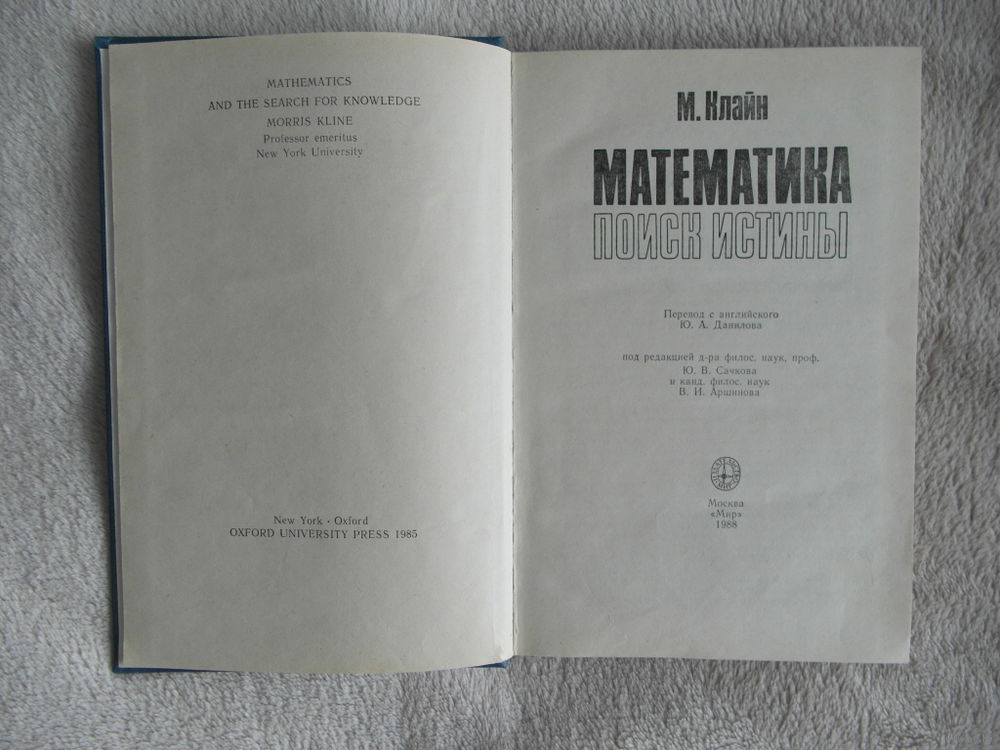 MATHEMATICS
AND THE SEARCH FOR KNOWLEDGE
MORRIS KLINE
Professor emeritus
New York University
New York · Oxford
OXFORD UNIVERSITY PRESS 1985
М. Клайн
МАТЕМАТИКА
ПОИСК ИСТИНЫ
Перевод с английского
Ю. А. Данилова
под редакцией д-ра филос. наук, проф.
Ю. В. Сачкова
и канд. филос. наук
В. И. Аршинова
ИЗДАТЕЛЬСТВО МИР
Москва
«Мир»
1988